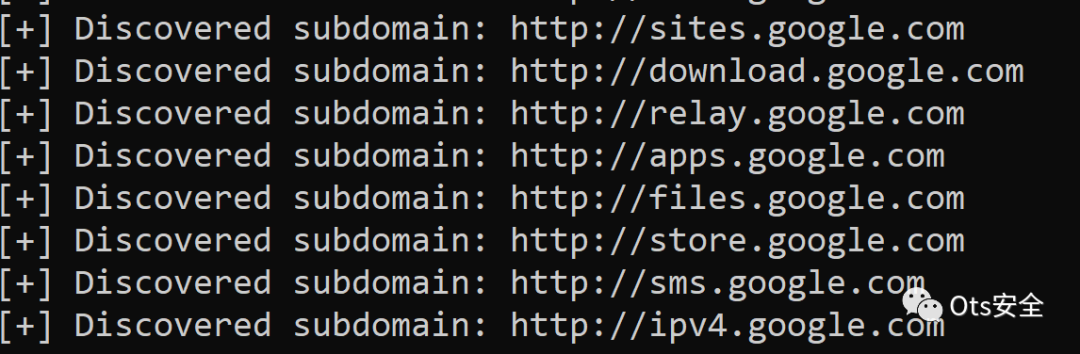 [+] Discovered subdomain: http://sites.google.com
[+] Discovered subdomain: http://download.google.com
[+] Discovered subdomain: http://relay.google.com
[+] Discovered subdomain: http://apps.google.com
[+] Discovered subdomain: http://files.google.com
[+] Discovered subdomain: http://store.google.com
[+] Discovered subdomain: http://sms.google.com
Ots安全
[+] Discovered subdomain: http://ipv4.google.com